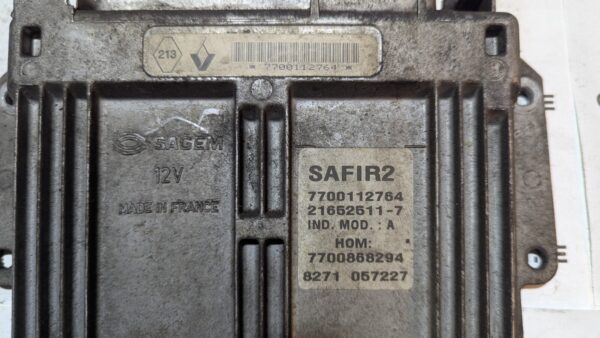 213
* 7700112764 *
SAGEM
12V
MADE IN FRANCE
SAFIR2
7700112764
21652511-7
IND. MOD. : A
HOM:
7700868294
8271 057227